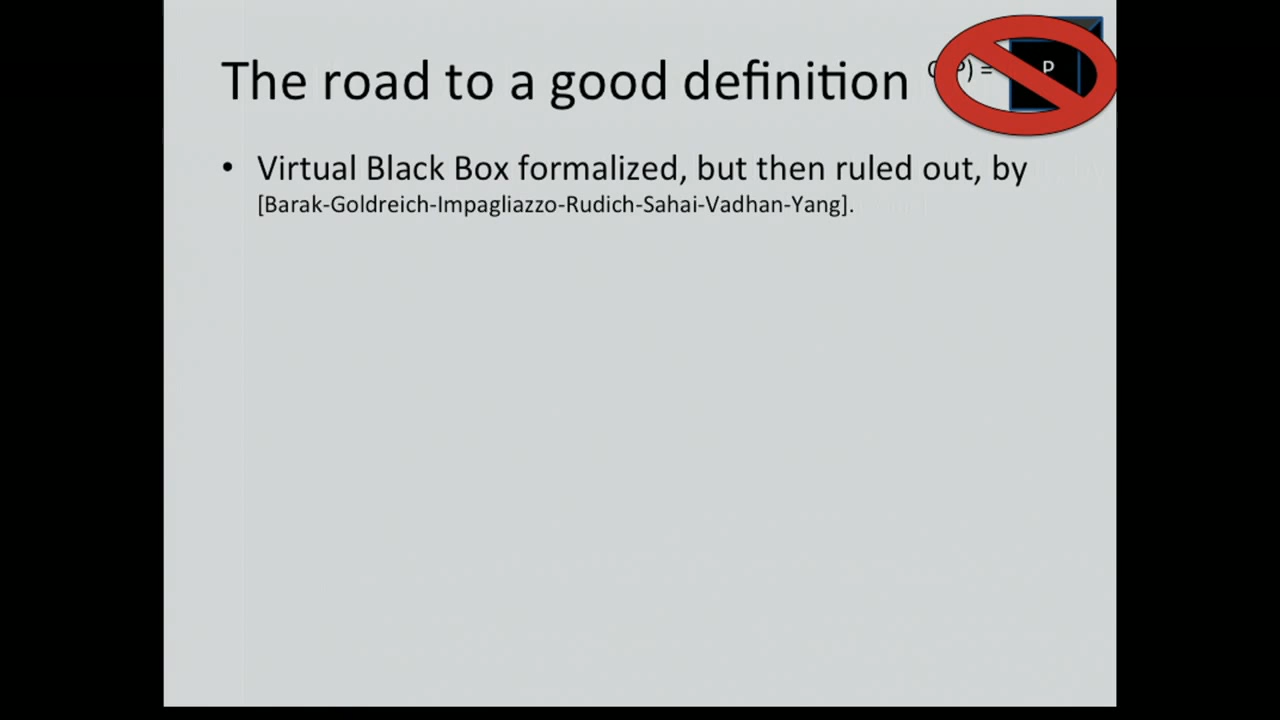 The road to a good definition
P) = P
• Virtual Black Box formalized, but then ruled out, by
[Barak-Goldreich-Impagliazzo-Rudich-Sahai-Vadhan-Yang].